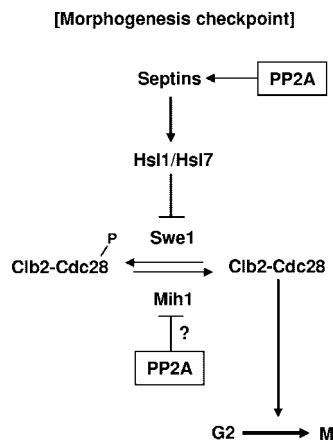 [Morphogenesis checkpoint]
Septins
PP2A
Hsl1/Hsl7
P
Swe1
Clb2-Cdc28
Clb2-Cdc28
Mih1
?
PP2A
G2
M